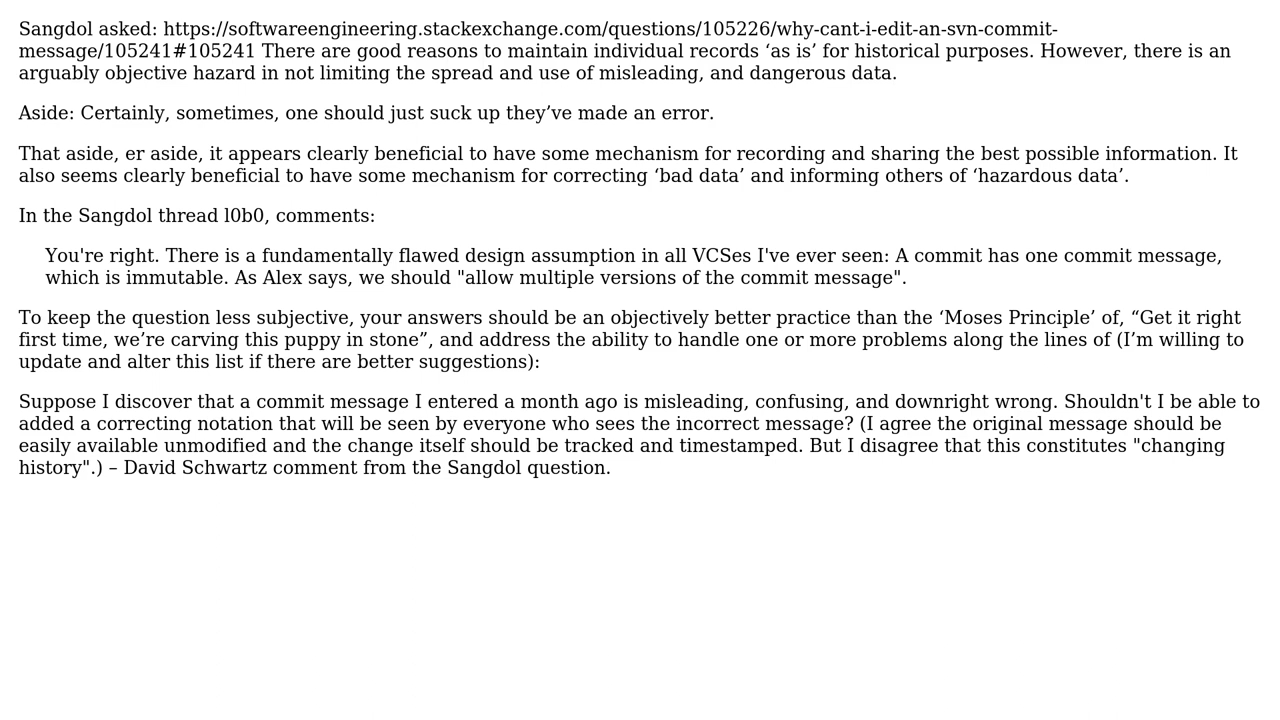 Sangdol asked: https://softwareengineering.stackexchange.com/questions/105226/why-cant-i-edit-an-svn-commit-
message/105241#105241 There are good reasons to maintain individual records ‘as is’ for historical purposes. However, there is an
arguably objective hazard in not limiting the spread and use of misleading, and dangerous data.
Aside: Certainly, sometimes, one should just suck up they’ve made an error.
That aside, er aside, it appears clearly beneficial to have some mechanism for recording and sharing the best possible information. It
also seems clearly beneficial to have some mechanism for correcting ‘bad data’ and informing others of ‘hazardous data’.
In the Sangdol thread l0b0, comments:
You're right. There is a fundamentally flawed design assumption in all VCSes I've ever seen: A commit has one commit message,
which is immutable. As Alex says, we should "allow multiple versions of the commit message".
To keep the question less subjective, your answers should be an objectively better practice than the ‘Moses Principle’ of, “Get it right
first time, we’re carving this puppy in stone”, and address the ability to handle one or more problems along the lines of (I’m willing to
update and alter this list if there are better suggestions):
Suppose I discover that a commit message I entered a month ago is misleading, confusing, and downright wrong. Shouldn't I be able to
added a correcting notation that will be seen by everyone who sees the incorrect message? (I agree the original message should be
easily available unmodified and the change itself should be tracked and timestamped. But I disagree that this constitutes "changing
history".) – David Schwartz comment from the Sangdol question.